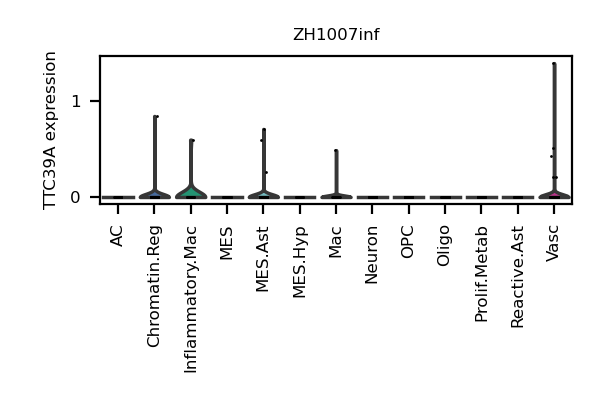 ZH1007inf
TTC39A expression
1
0
AC
Chromatin.Reg
Inflammatory.Mac
MES
MES.Ast
MES.Hyp
Mac
Neuron
OPC
Oligo
Prolif.Metab
Reactive.Ast
Vasc